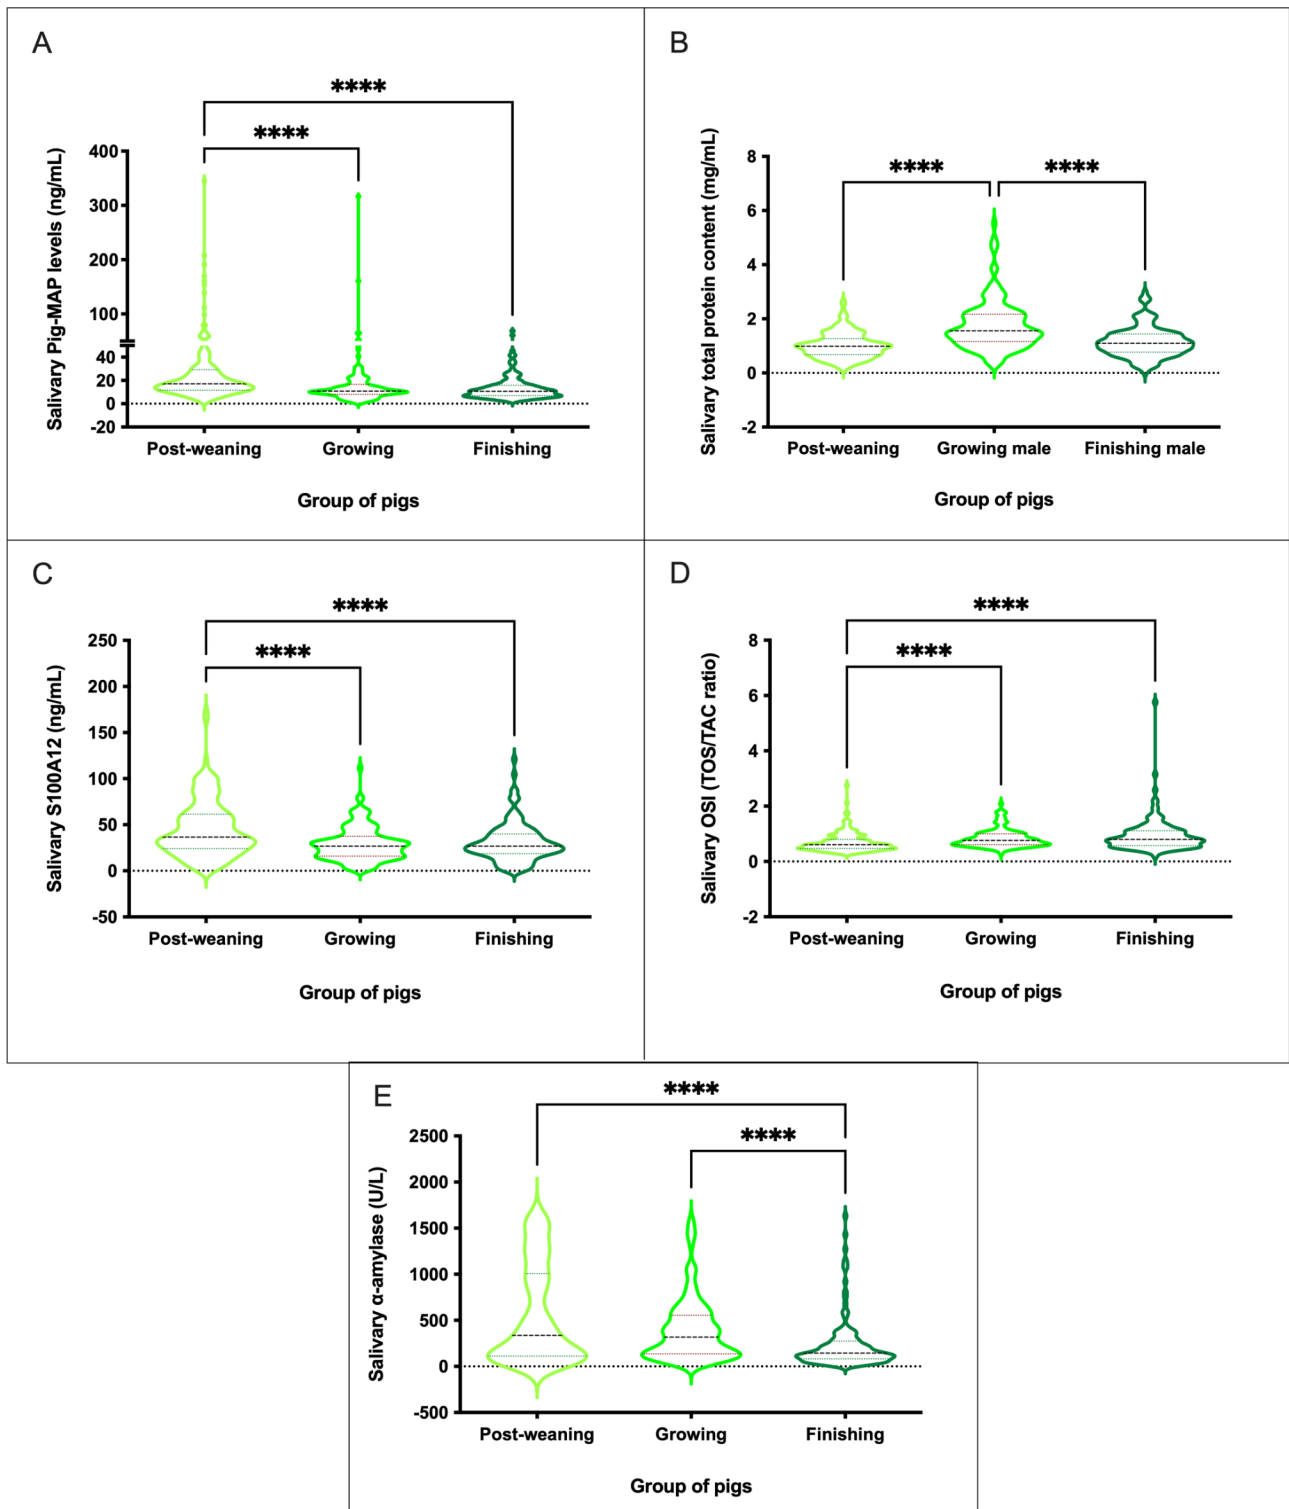 A
****
****
Salivary Pig-MAP levels (ng/mL)
400
300
200
100
40
20
0
-20
Post-weaning
Growing
Finishing
Group of pigs
B
****
****
Salivary total protein content (mg/mL)
8
6
4
2
0
-2
Post-weaning
Growing male
Finishing male
Group of pigs
C
****
****
Salivary S100A12 (ng/mL)
250
200
150
100
50
0
-50
Post-weaning
Growing
Finishing
Group of pigs
D
****
****
Salivary OSI (TOS/TAC ratio)
8
6
4
2
0
-2
Post-weaning
Growing
Finishing
Group of pigs
E
****
****
Salivary α-amylase (U/L)
2500
2000
1500
1000
500
0
-500
Post-weaning
Growing
Finishing
Group of pigs